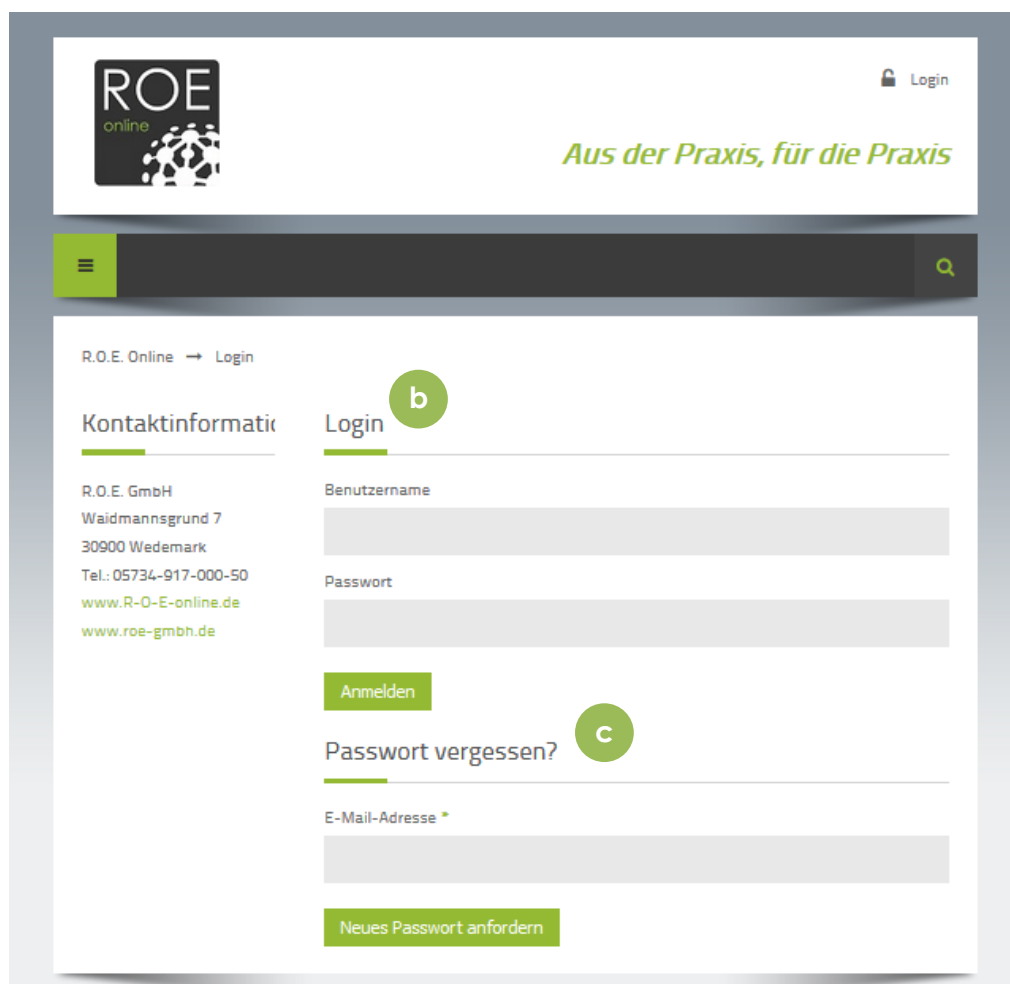 ROE
online
Login
Aus der Praxis, für die Praxis
R.O.E. Online → Login
b
Kontaktinformatio
Login
R.O.E. GmbH
Waidmannsgrund 7
30900 Wedemark
Tel.: 05734-917-000-50
www.R-O-E-online.de
www.roe-gmbh.de
Benutzername
Passwort
Anmelden
c
Passwort vergessen?
E-Mail-Adresse *
Neues Passwort anfordern